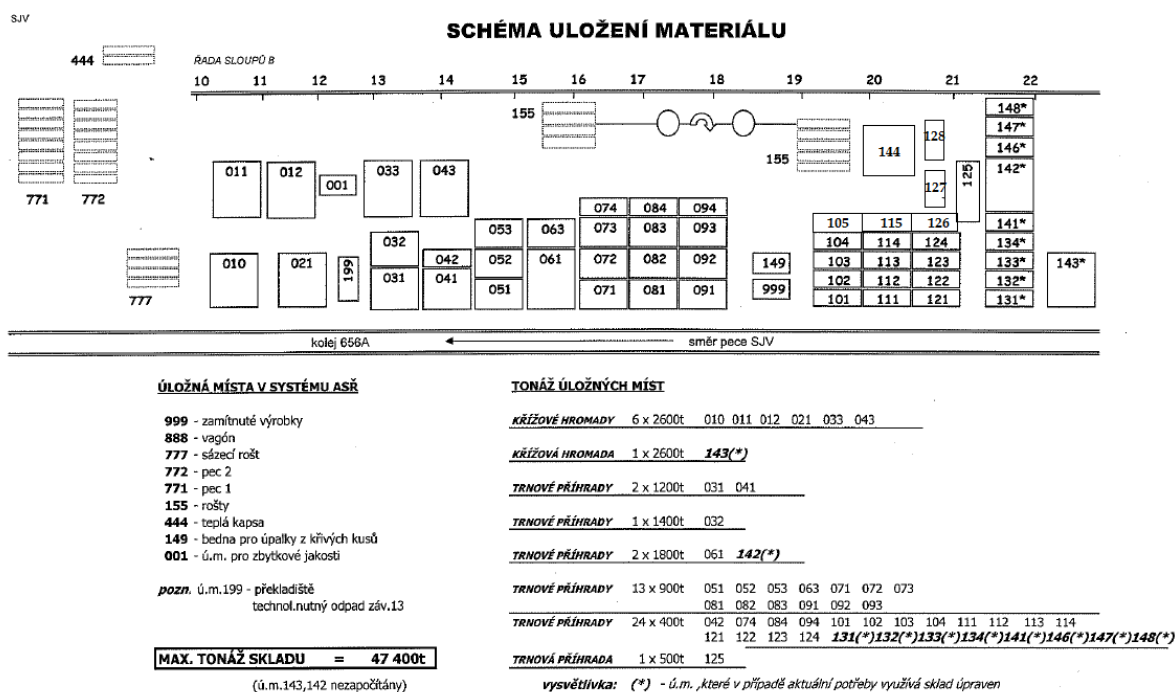 SJV
SCHÉMA ULOŽENÍ MATERIÁLU
444
ŘADA SLOUPŮ B
10 11 12 13 14 15 16 17 18 19 20 21 22
155
148*
147*
128
144
146*
155
011 012 001 033 043
125
142*
771 772
127
074 084 094
053 063 073 083 093
105 115 126
141*
032
104 114 124
134*
010 021 199 042 052 061 072 082 092 149
103 113 123
133*
143*
031 041
102 112 122
132*
777
051 071 081 091 999
101 111 121
131*
kolej 656A
směr pece SJV
ÚLOŽNÁ MÍSTA V SYSTÉMU ASŘ
999 - zamítnuté výrobky
888 - vagón
777 - sázecí rošt
772 - pec 2
771 - pec 1
155 - rošty
444 - teplá kapsa
149 - bedna pro úpalky z křivých kusů
001 - ú.m. pro zbytkové jakosti
pozn. ú.m.199 - překladiště
technol.nutný odpad záv.13
MAX. TONÁŽ SKLADU = 47 400t
(ú.m.143,142 nezapočítány)
TONÁŽ ÚLOŽNÝCH MÍST
KŘÍŽOVÉ HROMADY 6 x 2600t 010 011 012 021 033 043
KŘÍŽOVÁ HROMADA 1 x 2600t 143(*)
TRNOVÉ PŘÍHRADY 2 x 1200t 031 041
TRNOVÉ PŘÍHRADY 1 x 1400t 032
TRNOVÉ PŘÍHRADY 2 x 1800t 061 142(*)
TRNOVÉ PŘÍHRADY 13 x 900t 051 052 053 063 071 072 073
081 082 083 091 092 093
TRNOVÉ PŘÍHRADY 24 x 400t 042 074 084 094 101 102 103 104 111 112 113 114
121 122 123 124 131(*)132(*)133(*)134(*)141(*)146(*)147(*)148(*)
TRNOVÁ PŘÍHRADA 1 x 500t 125
vysvětlivka: (*) - ú.m. ,které v případě aktuální potřeby využívá sklad úpraven